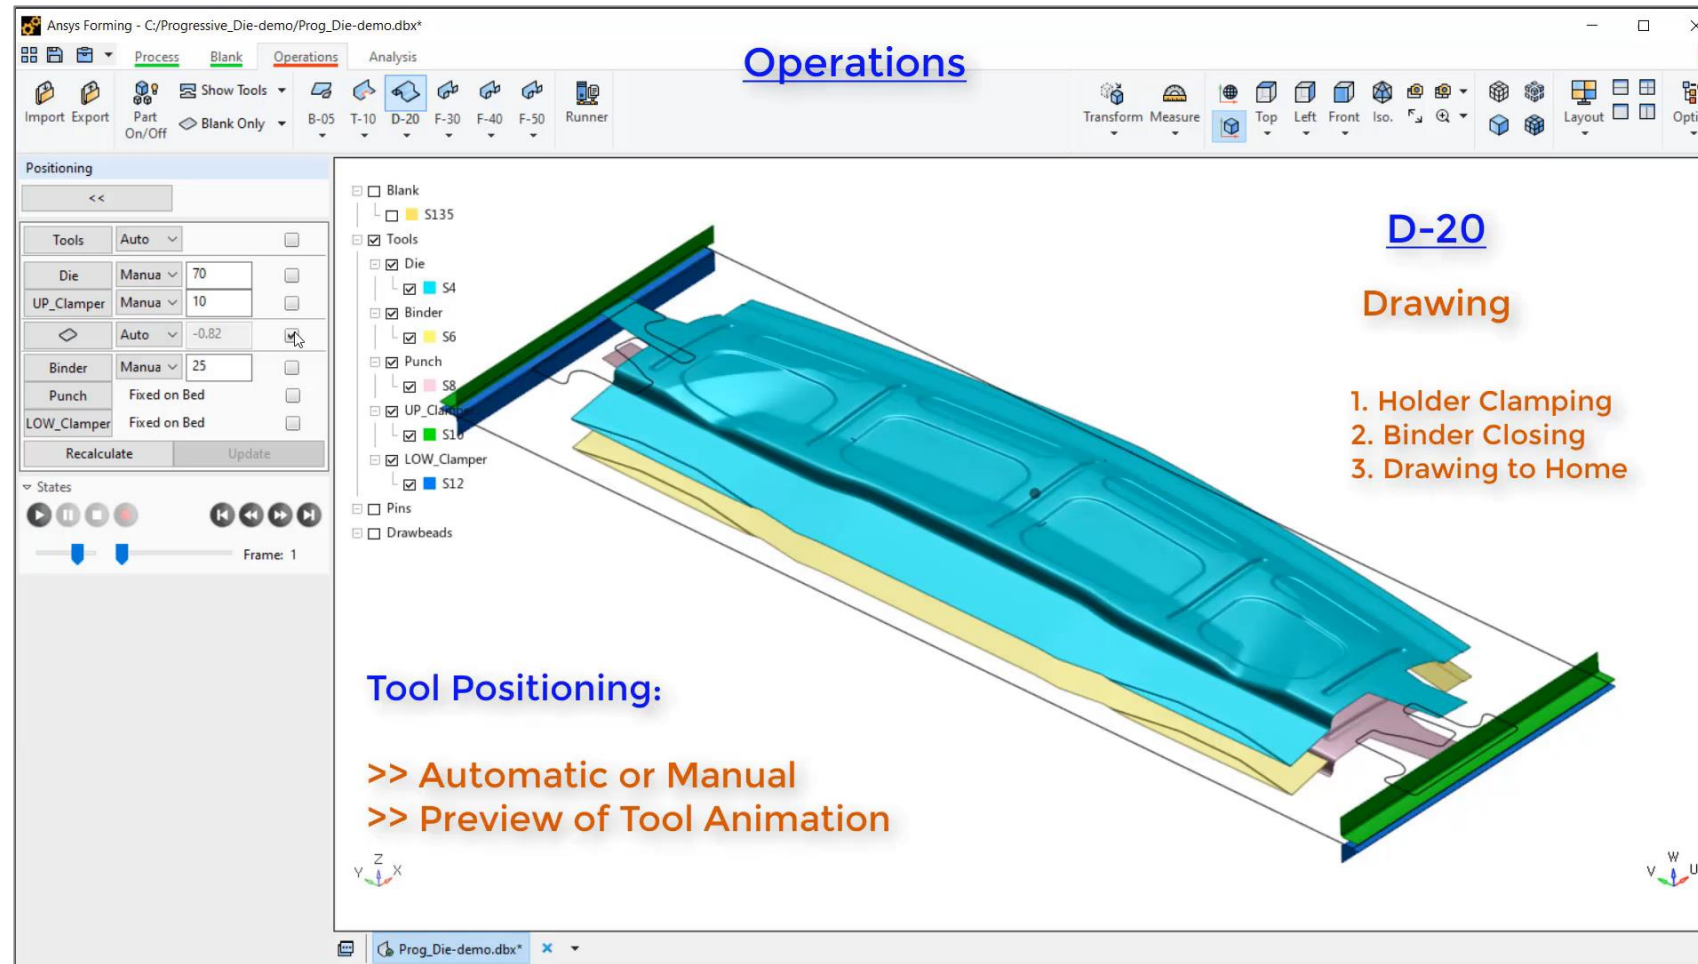 Ansys Forming - C:/Progressive_Die-demo/Prog_Die-demo.dbx*
Process Blank Operations Analysis
Operations
Import Export Part On/Off Show Tools Blank Only B-05 T-10 D-20 F-30 F-40 F-50 Runner Transform Measure Top Left Front Iso. Layout Opti
Positioning
<<
Tools Auto
Die Manua 70
UP_Clamper Manua 10
Auto -0.82
Binder Manua 25
Punch Fixed on Bed
LOW_Clamper Fixed on Bed
Recalculate Update
States
Frame: 1
Blank
S135
Tools
Die
S4
Binder
S6
Punch
S8
UP_Clamper
S10
LOW_Clamper
S12
Pins
Drawbeads
D-20
Drawing
1. Holder Clamping
2. Binder Closing
3. Drawing to Home
Tool Positioning:
>> Automatic or Manual
>> Preview of Tool Animation
Z
Y X
W
V U
Prog_Die-demo.dbx*